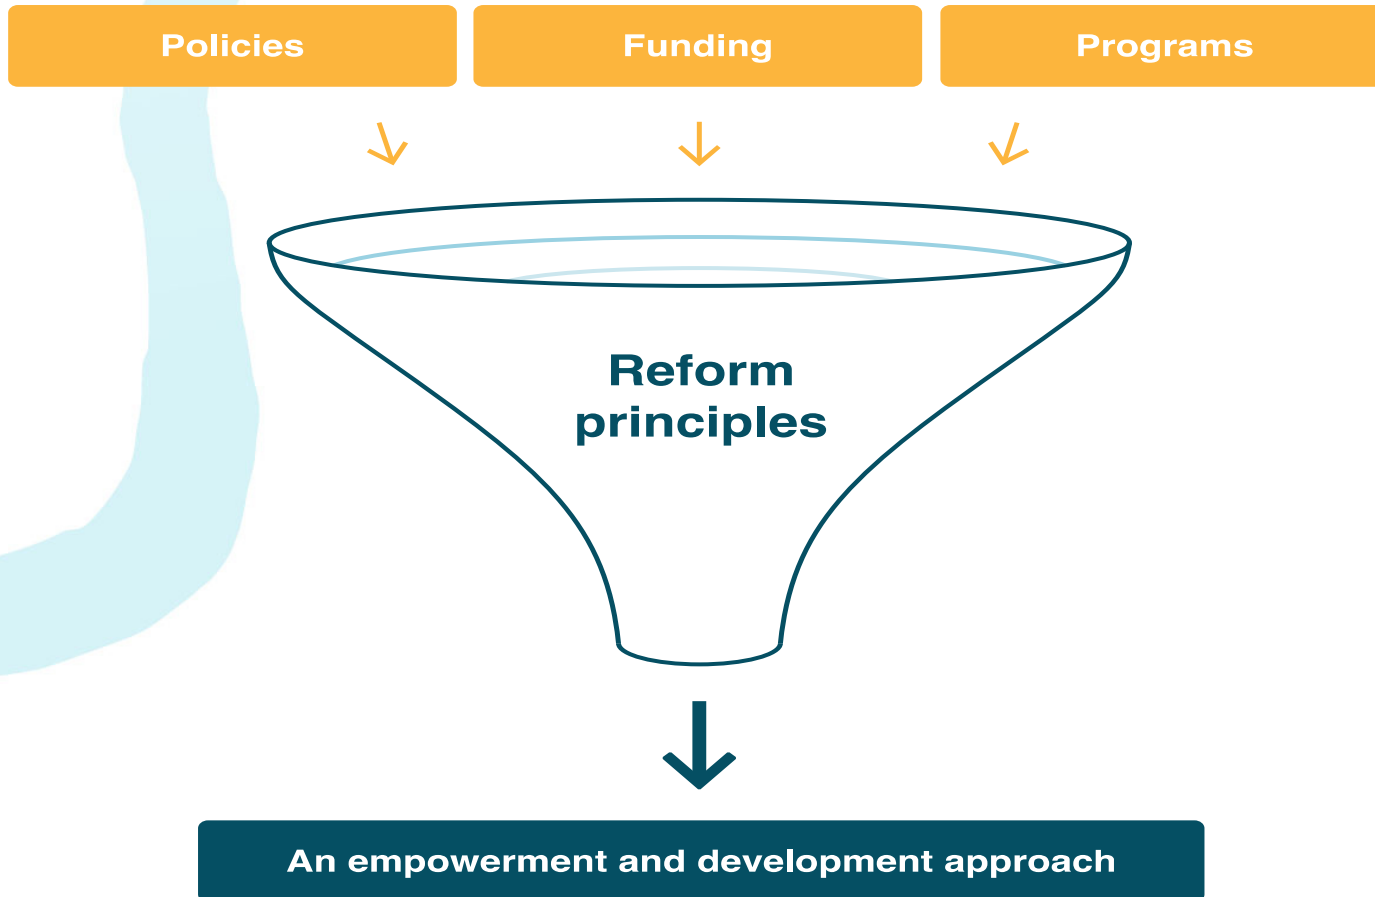 Policies
Funding
Programs
Reform
principles
An empowerment and development approach